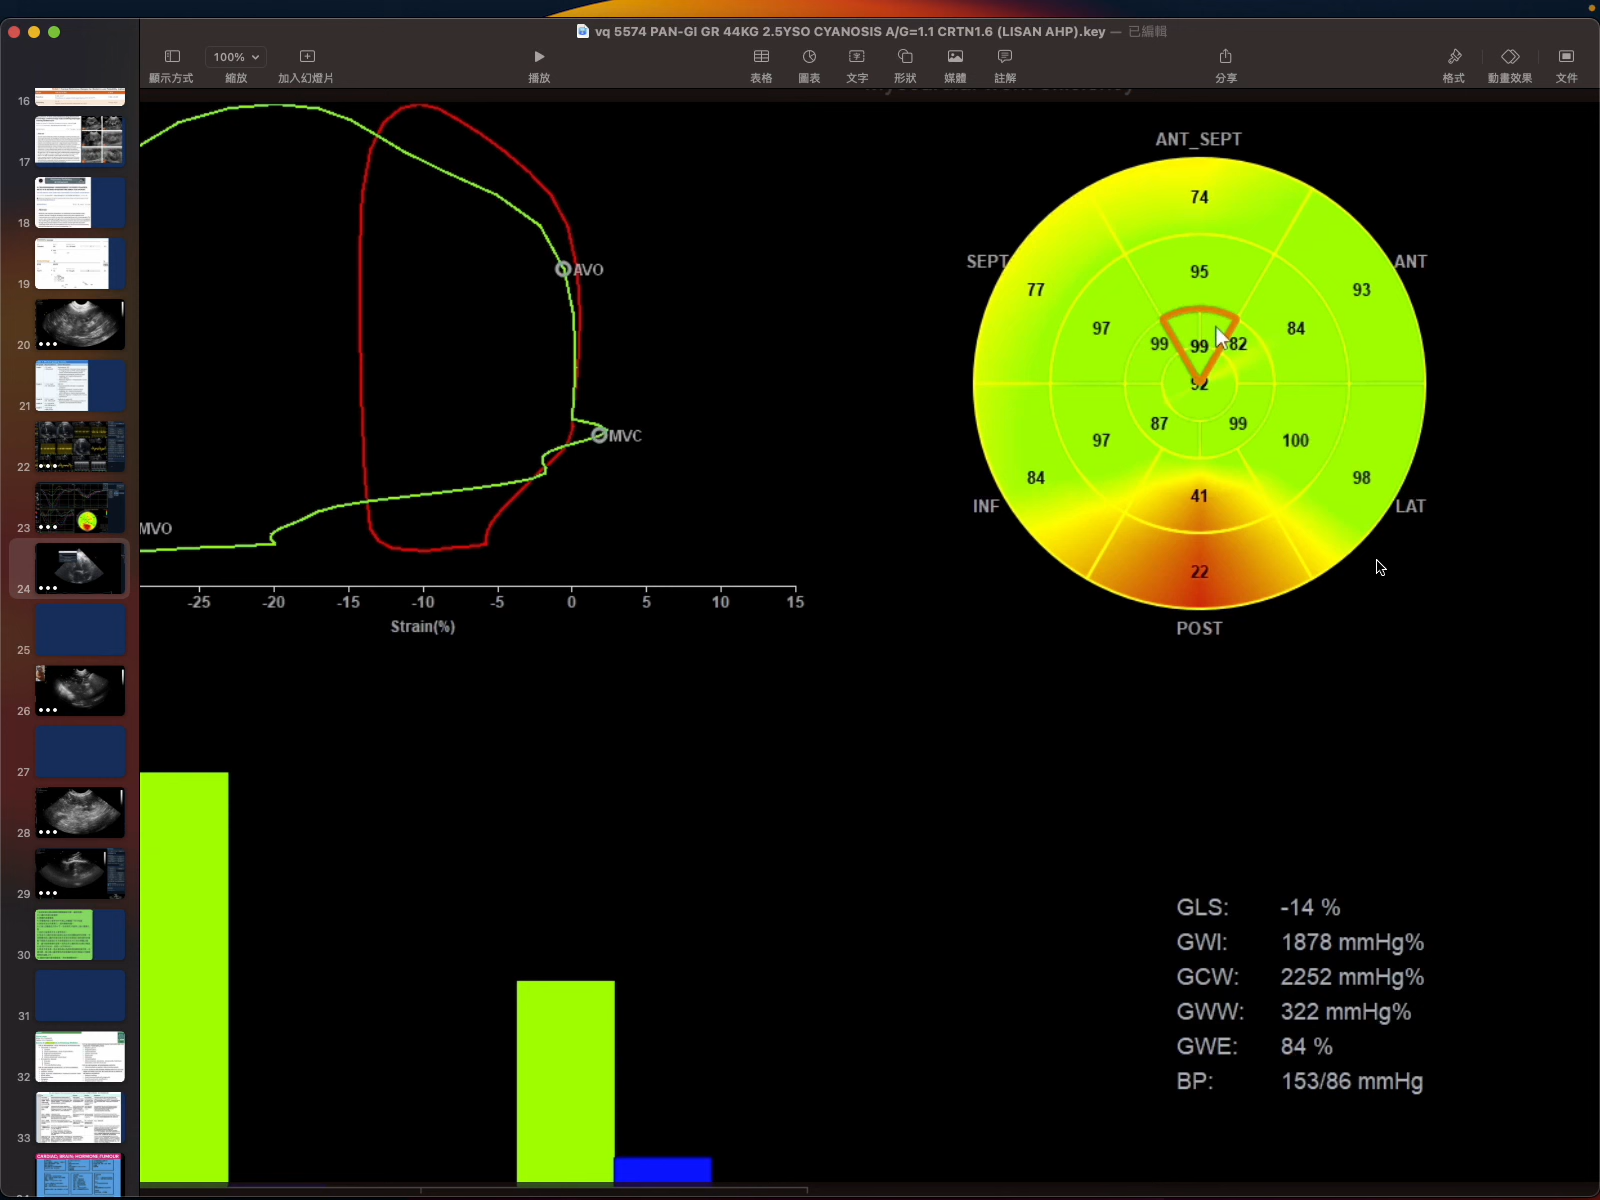 vq 5574 PAN-GI GR 44KG 2.5YSO CYANOSIS A/G=1.1 CRTN1.6 (LISAN AHP).key — 已編輯
100%
顯示方式 縮放 加入幻燈片 播放 表格 圖表 文字 形狀 媒體 註解 分享 格式 動畫效果 文件
16
17
18
19
20
21
22
23
24
25
26
27
28
29
30
31
32
33
CARDIAC, BRAIN, HORMONE/TUMOUR
AVO
MVC
MVO
-25 -20 -15 -10 -5 0 5 10 15
Strain(%)
ANT_SEPT
74
SEPT
ANT
95
77
93
97
84
99
99
82
92
87
99
97
100
84
41
98
INF
LAT
22
POST
GLS: -14 %
GWI: 1878 mmHg%
GCW: 2252 mmHg%
GWW: 322 mmHg%
GWE: 84 %
BP: 153/86 mmHg